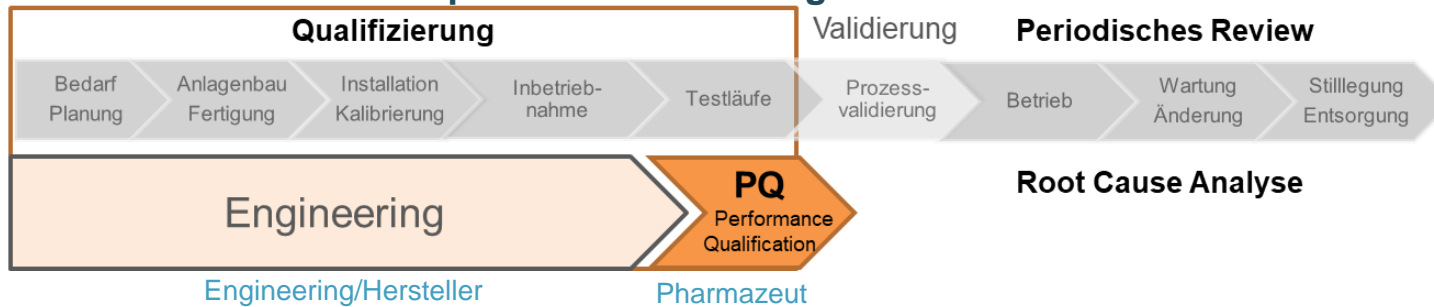 Qualifizierung
Validierung
Periodisches Review
Bedarf
Planung
Anlagenbau
Fertigung
Installation
Kalibrierung
Inbetrieb-
nahme
Testläufe
Prozess-
validierung
Betrieb
Wartung
Änderung
Stilllegung
Entsorgung
Engineering
PQ
Performance
Qualification
Root Cause Analyse
Engineering/Hersteller
Pharmazeut